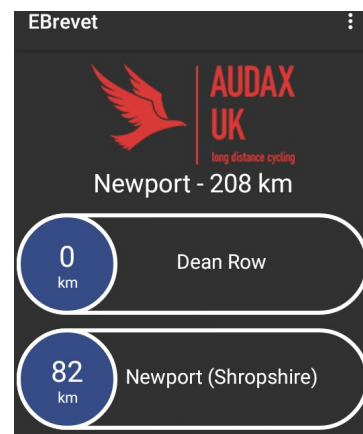 EBrevet
AUDAX
UK
long distance cycling
Newport - 208 km
0
km
Dean Row
82
km
Newport (Shropshire)